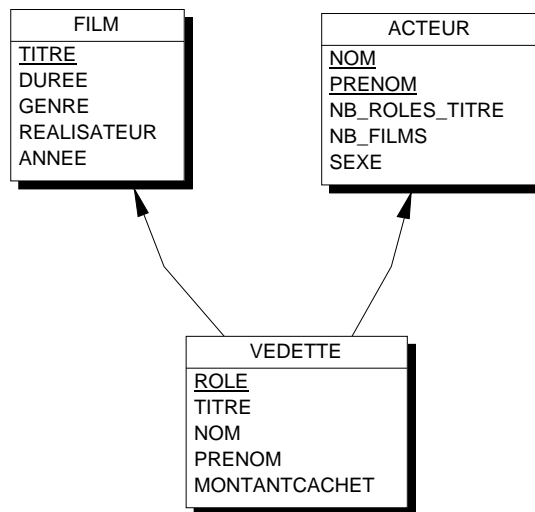 FILM
TITRE
DUREE
GENRE
REALISATEUR
ANNEE
ACTEUR
NOM
PRENOM
NB_ROLES_TITRE
NB_FILMS
SEXE
VEDETTE
ROLE
TITRE
NOM
PRENOM
MONTANTCACHET